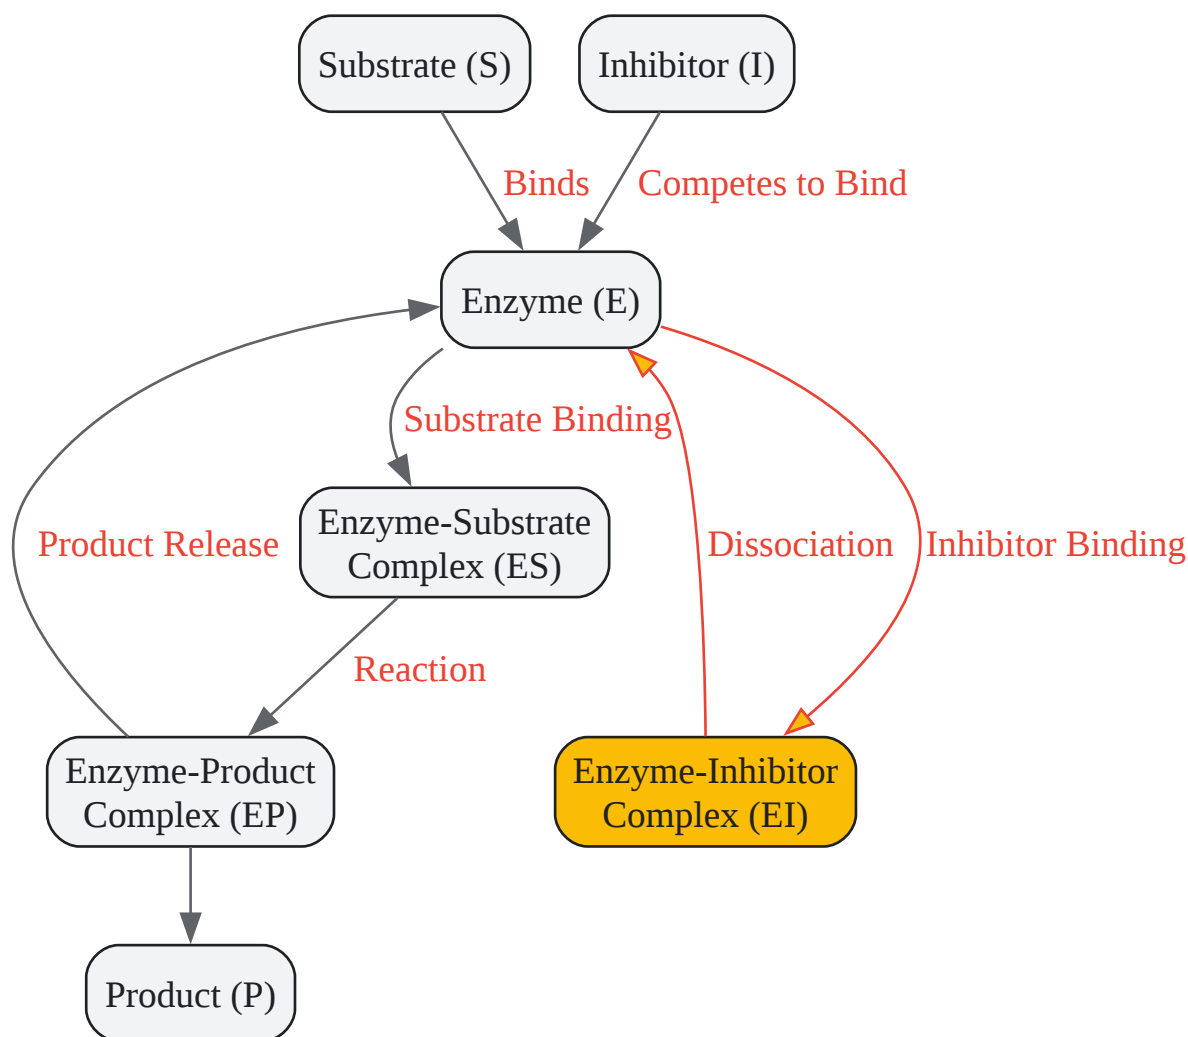 Substrate (S)
Inhibitor (I)
Binds
Competes to Bind
Enzyme (E)
Substrate Binding
Enzyme-Substrate
Complex (ES)
Product Release
Dissociation
Inhibitor Binding
Reaction
Enzyme-Product
Complex (EP)
Enzyme-Inhibitor
Complex (EI)
Product (P)